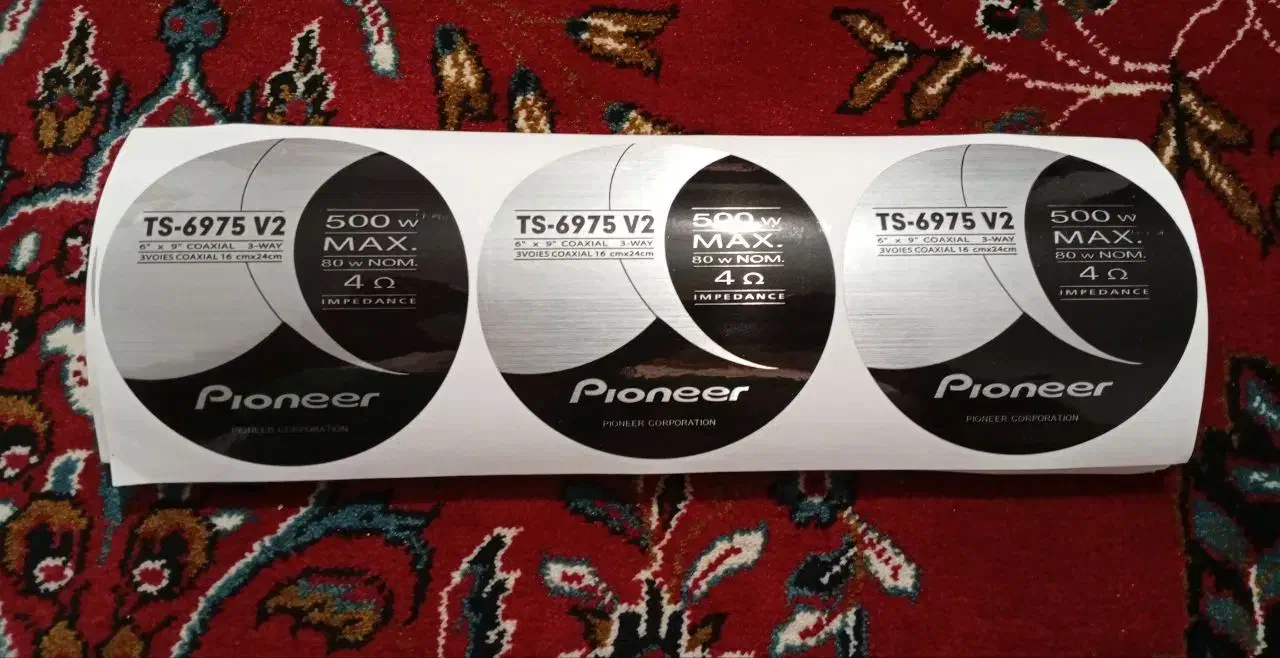 TS-6975 V2
6" x 9" COAXIAL 3-WAY
3VOIES COAXIAL 16 cmx24cm
500 w
MAX.
80 w NOM.
4 Ω
IMPEDANCE
Pioneer
PIONEER CORPORATION
TS-6975 V2
6" x 9" COAXIAL 3-WAY
3VOIES COAXIAL 16 cmx24cm
500 w
MAX.
80 w NOM.
4 Ω
IMPEDANCE
Pioneer
PIONEER CORPORATION
TS-6975 V2
6" x 9" COAXIAL 3-WAY
3VOIES COAXIAL 16 cmx24cm
500 w
MAX.
80 w NOM.
4 Ω
IMPEDANCE
Pioneer
PIONEER CORPORATION